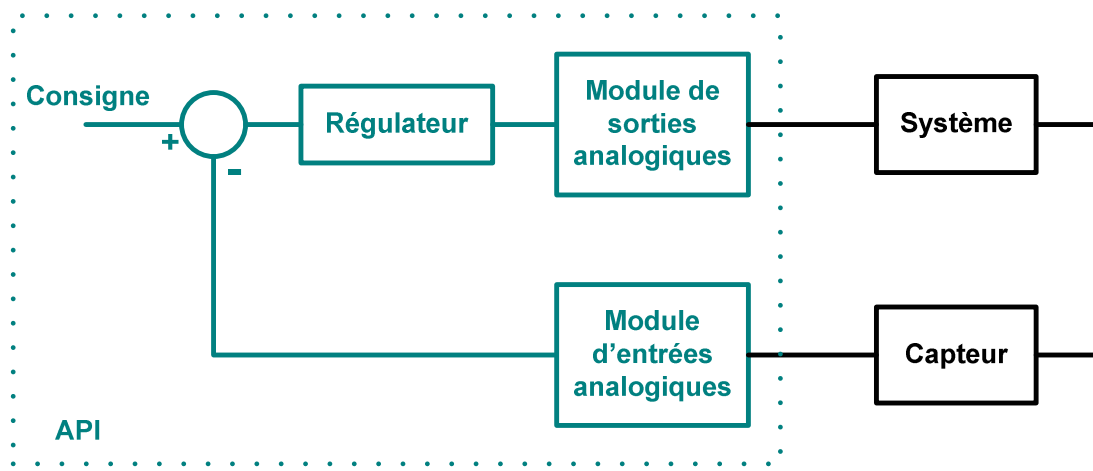 Consigne
+
-
Régulateur
Module de
sorties
analogiques
Système
Module
d'entrées
analogiques
Capteur
API